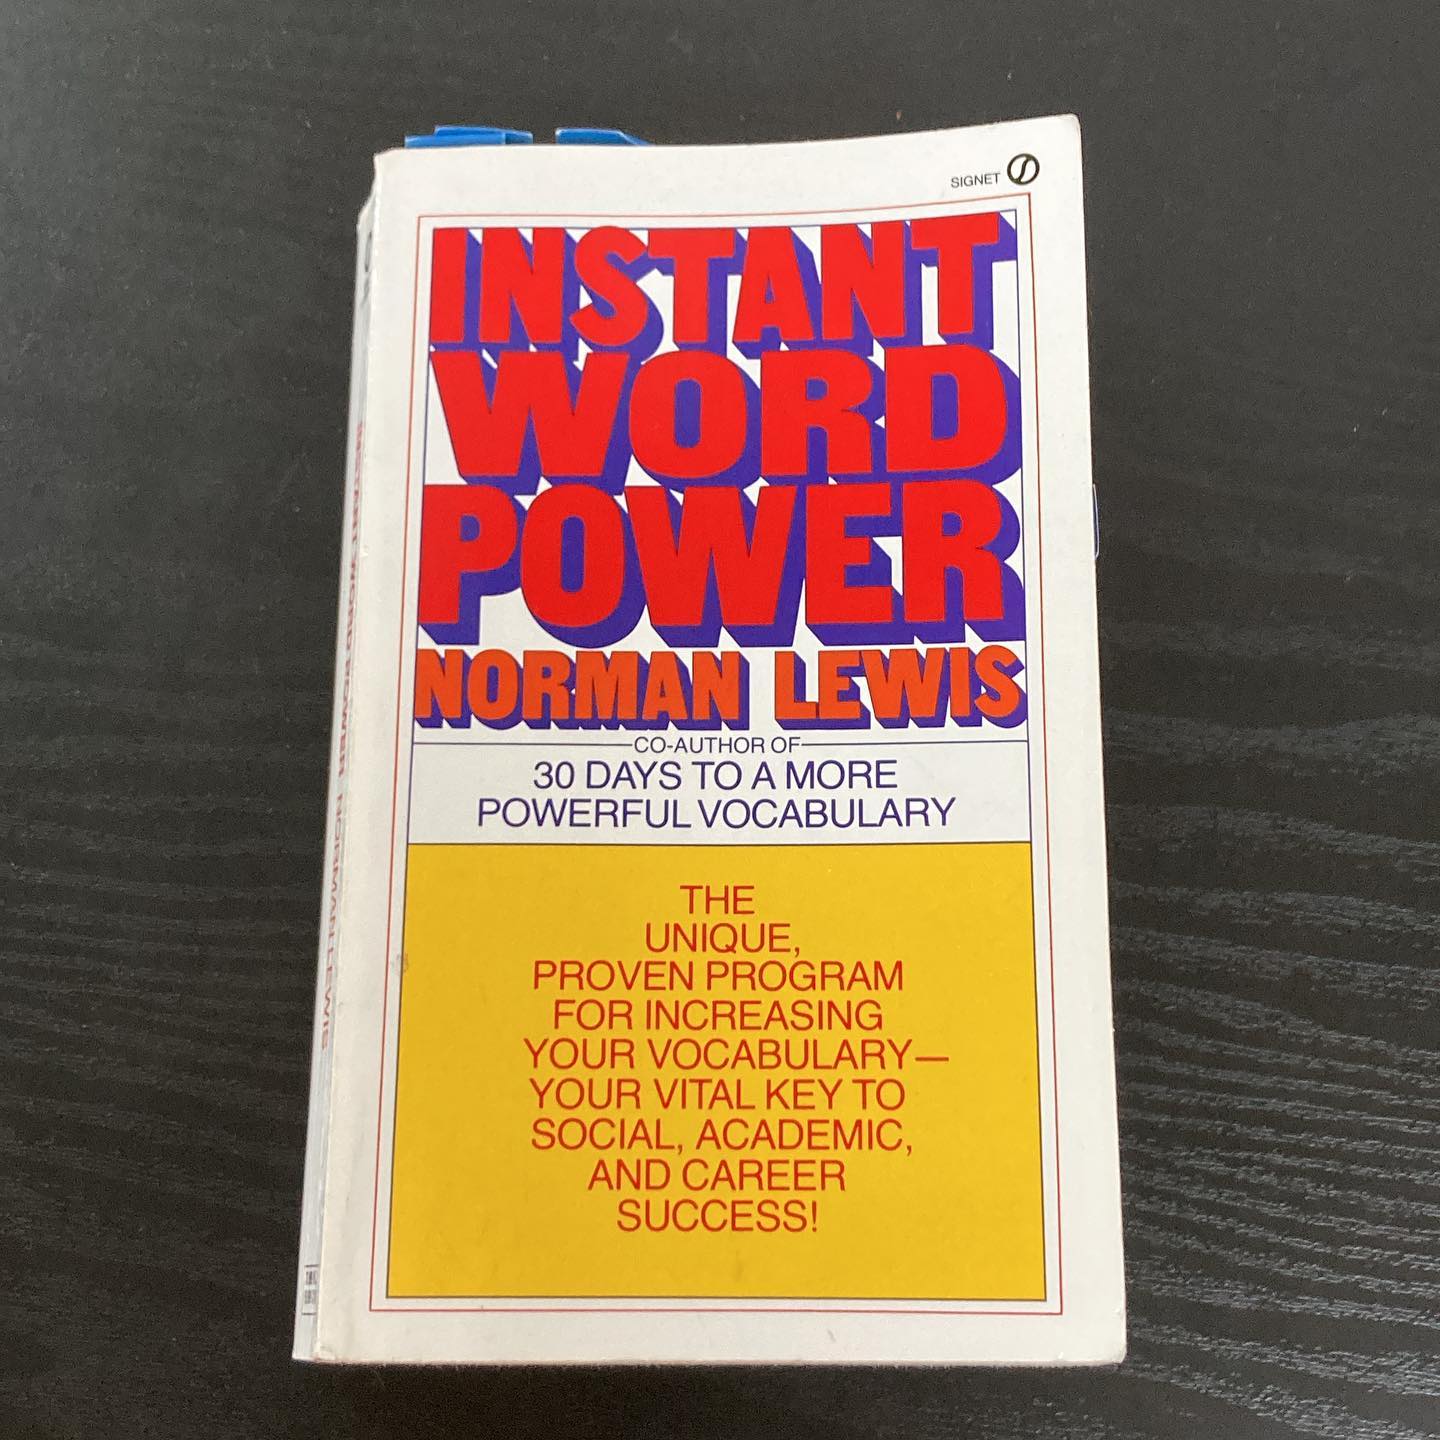 SIGNET
INSTANT
WORD
POWER
NORMAN LEWIS
CO-AUTHOR OF
30 DAYS TO A MORE
POWERFUL VOCABULARY
THE
UNIQUE,
PROVEN PROGRAM
FOR INCREASING
YOUR VOCABULARY—
YOUR VITAL KEY TO
SOCIAL, ACADEMIC,
AND CAREER
SUCCESS!
INSTANT WORD POWER NORMAN LEWIS